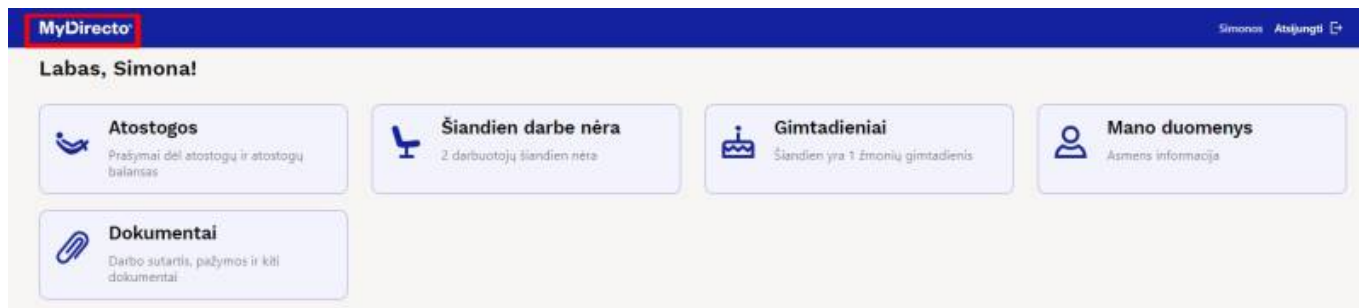 MyDirecto
Simonos Atsijungti
Labas, Simona!
Atostogos
Prašymai dėl atostogų ir atostogų
balansas
Šiandien darbe nėra
2 darbuotojų šiandien nėra
Gimtadieniai
Šiandien yra 1 žmonių gimtadienis
Mano duomenys
Asmens informacija
Dokumentai
Darbo sutartis, pažymos ir kiti
dokumentai